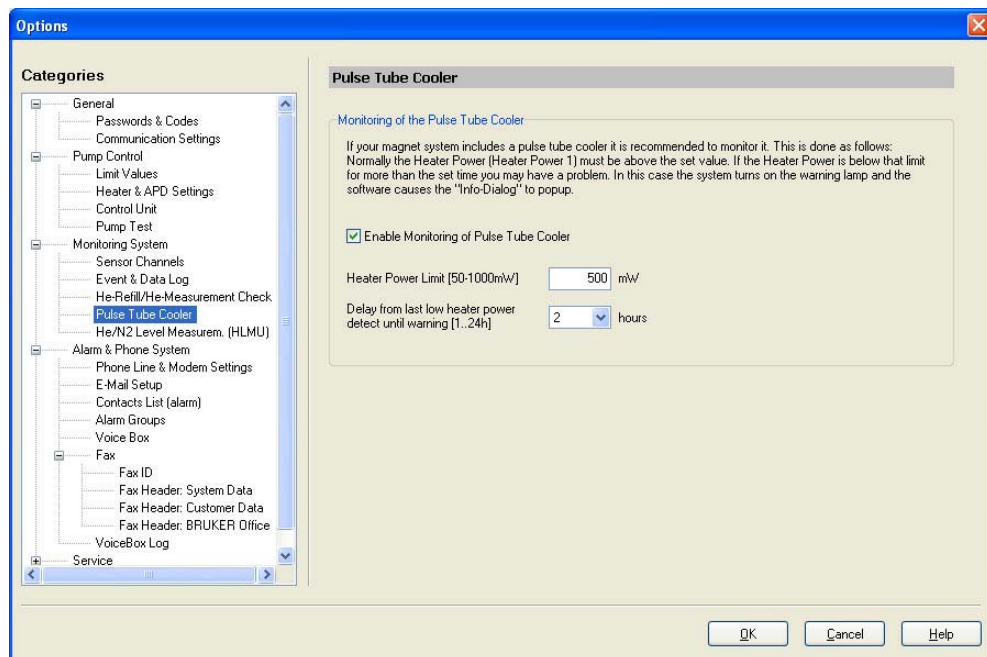 Options
Categories
General
Passwords & Codes
Communication Settings
Pump Control
Limit Values
Heater & APD Settings
Control Unit
Pump Test
Monitoring System
Sensor Channels
Event & Data Log
He-Refill/He-Measurement Check
Pulse Tube Cooler
He/N2 Level Measurem. (HLMU)
Alarm & Phone System
Phone Line & Modem Settings
E-Mail Setup
Contacts List (alarm)
Alarm Groups
Voice Box
Fax
Fax ID
Fax Header: System Data
Fax Header: Customer Data
Fax Header: BRUKER Office
VoiceBox Log
Service
Pulse Tube Cooler
Monitoring of the Pulse Tube Cooler
If your magnet system includes a pulse tube cooler it is recommended to monitor it. This is done as follows:
Normally the Heater Power (Heater Power 1) must be above the set value. If the Heater Power is below that limit
for more than the set time you may have a problem. In this case the system turns on the warning lamp and the
software causes the "Info-Dialog" to popup.
Enable Monitoring of Pulse Tube Cooler
Heater Power Limit [50-1000mW] 500 mW
Delay from last low heater power
detect until warning [1..24h] 2 hours
OK Cancel Help